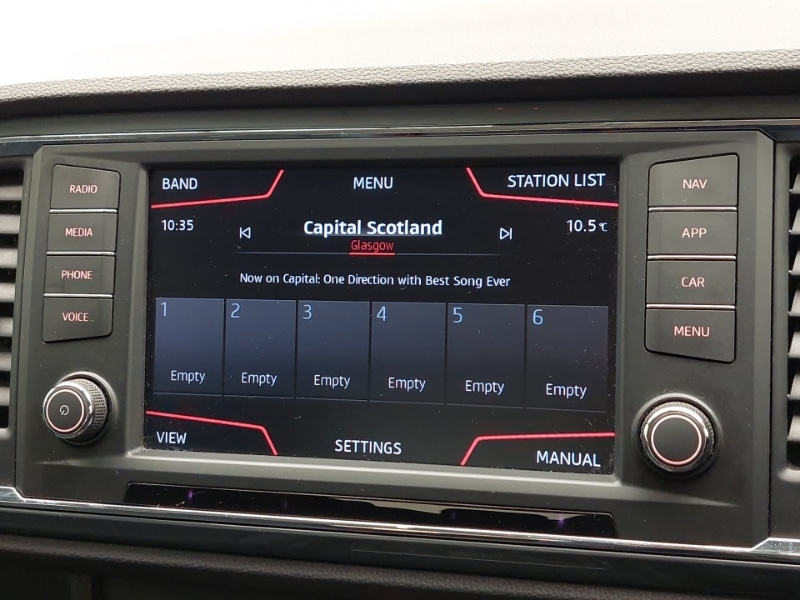 RADIO
MEDIA
PHONE
VOICE
BAND MENU STATION LIST
10:35 Capital Scotland 10.5℃
Glasgow
Now on Capital: One Direction with Best Song Ever
1 2 3 4 5 6
Empty Empty Empty Empty Empty Empty
VIEW SETTINGS MANUAL
NAV
APP
CAR
MENU